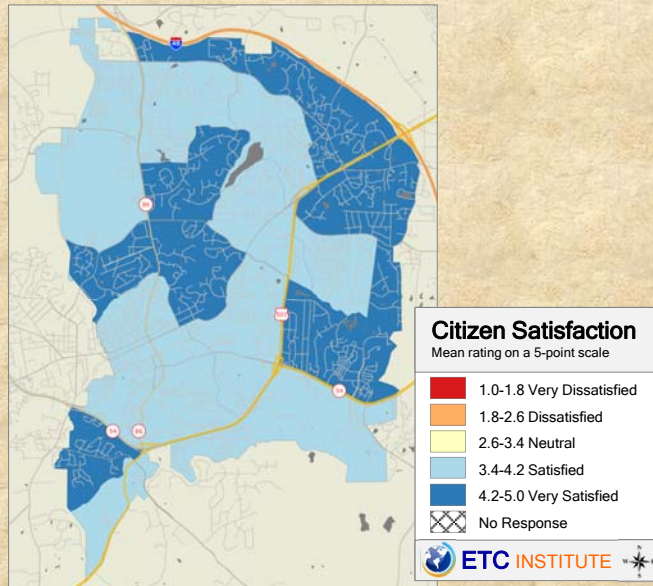 40
86
501
54
54
86
Citizen Satisfaction
Mean rating on a 5-point scale
1.0-1.8 Very Dissatisfied
1.8-2.6 Dissatisfied
2.6-3.4 Neutral
3.4-4.2 Satisfied
4.2-5.0 Very Satisfied
No Response
ETC INSTITUTE
N
W E
S